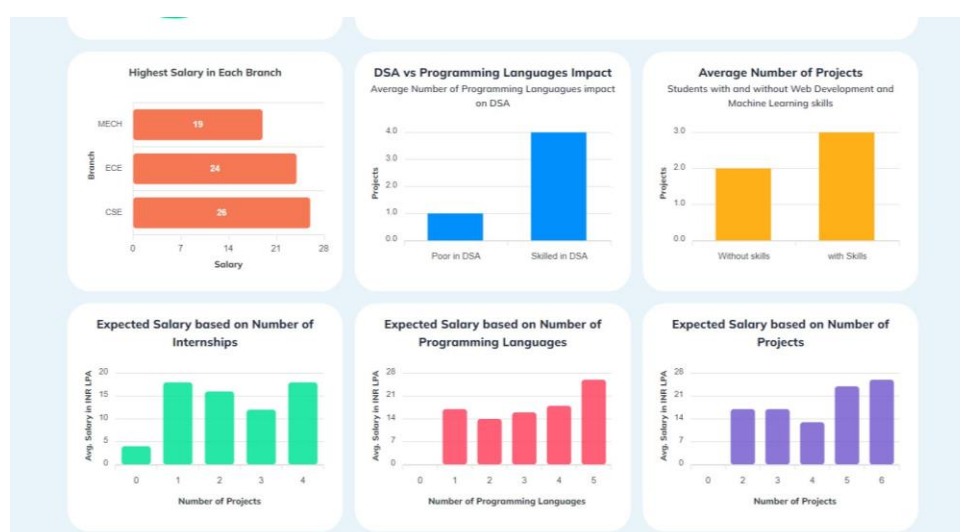 Highest Salary in Each Branch
Branch
MECH
19
ECE
24
CSE
26
0 7 14 21 28
Salary
DSA vs Programming Languages Impact
Average Number of Programming Languagues impact
on DSA
Projects
4.0
3.0
2.0
1.0
0.0
Poor in DSA Skilled in DSA
Average Number of Projects
Students with and without Web Development and
Machine Learning skills
Projects
3.0
2.0
1.0
0.0
Without skills with Skills
Expected Salary based on Number of
Internships
Avg. Salary in INR LPA
20
15
10
5
0
0 1 2 3 4
Number of Projects
Expected Salary based on Number of
Programming Languages
Avg. Salary in INR LPA
28
21
14
7
0
0 1 2 3 4 5
Number of Programming Languages
Expected Salary based on Number of
Projects
Avg. Salary in INR LPA
28
21
14
7
0
0 2 3 4 5 6
Number of Projects